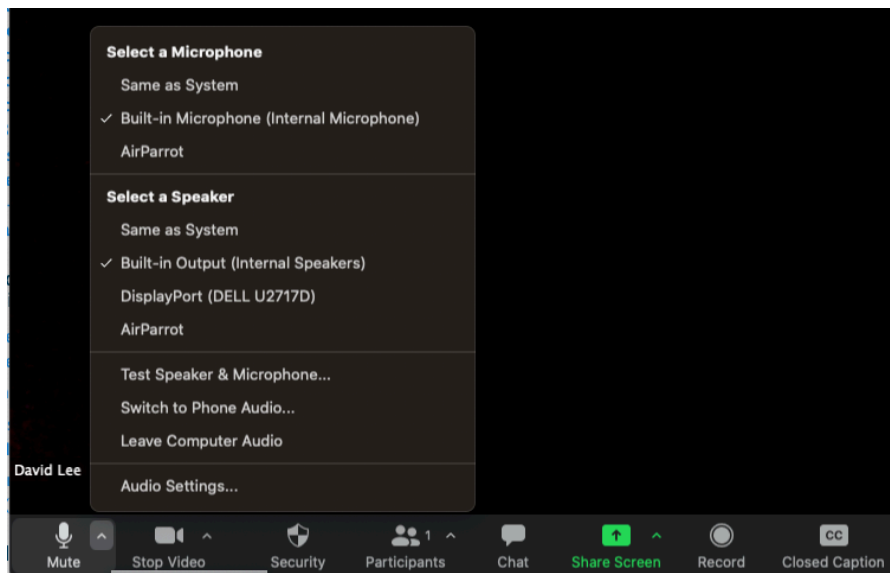 Select a Microphone
Same as System
✓ Built-in Microphone (Internal Microphone)
AirParrot
Select a Speaker
Same as System
✓ Built-in Output (Internal Speakers)
DisplayPort (DELL U2717D)
AirParrot
Test Speaker & Microphone...
Switch to Phone Audio...
Leave Computer Audio
Audio Settings...
David Lee
1
CC
Mute Stop Video Security Participants Chat Share Screen Record Closed Caption